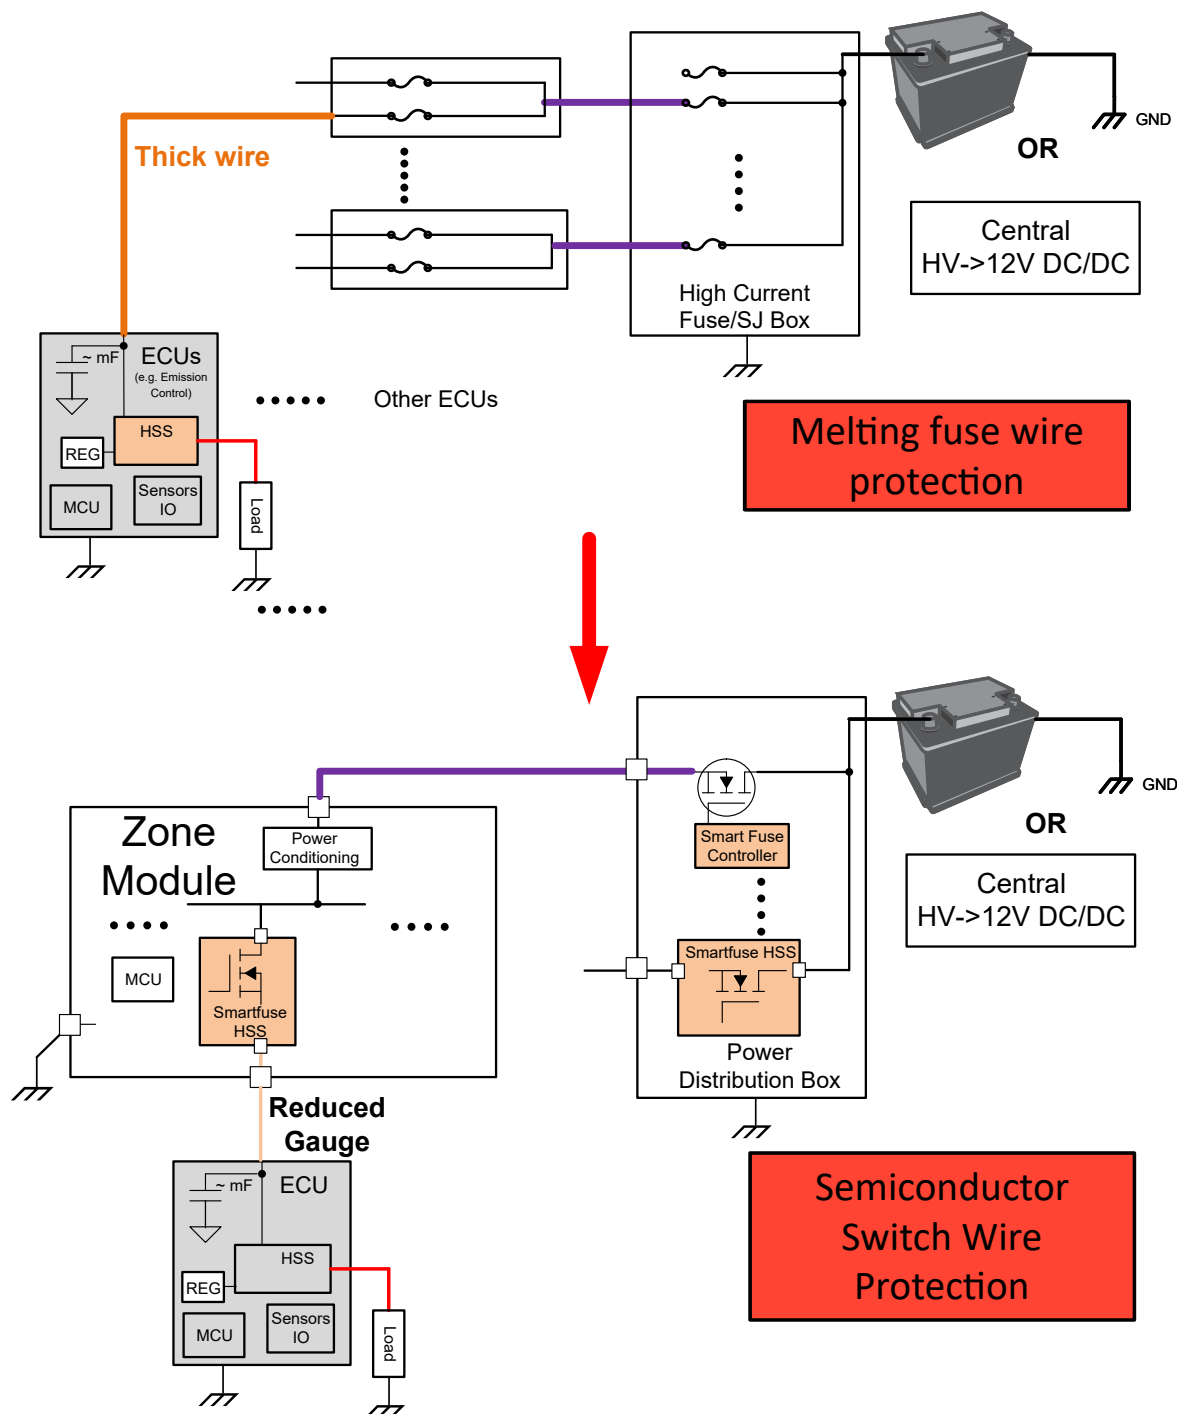 GND
OR
Thick wire
Central
HV->12V DC/DC
High Current
Fuse/SJ Box
~ mF
ECUs
(e.g. Emission
Control)
HSS
REG
MCU
Sensors
IO
Load
Other ECUs
Melting fuse wire
protection
GND
OR
Central
HV->12V DC/DC
Smart Fuse
Controller
Smartfuse HSS
Power
Distribution Box
Zone
Module
Power
Conditioning
MCU
Smartfuse
HSS
Reduced
Gauge
~ mF
ECU
HSS
REG
MCU
Sensors
IO
Load
Semiconductor
Switch Wire
Protection